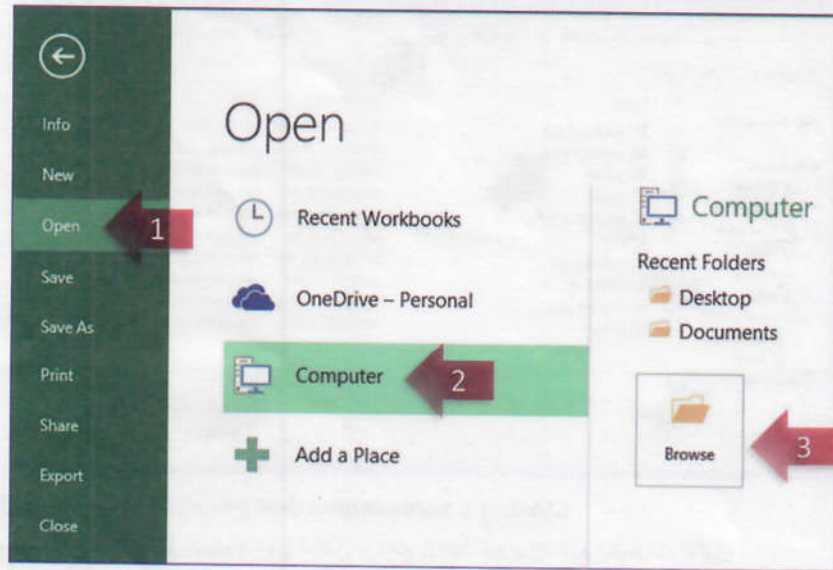 Info
New
Open
Save
Save As
Print
Share
Export
Close
1
Open
Recent Workbooks
OneDrive – Personal
Computer
2
Add a Place
Computer
Recent Folders
Desktop
Documents
Browse
3